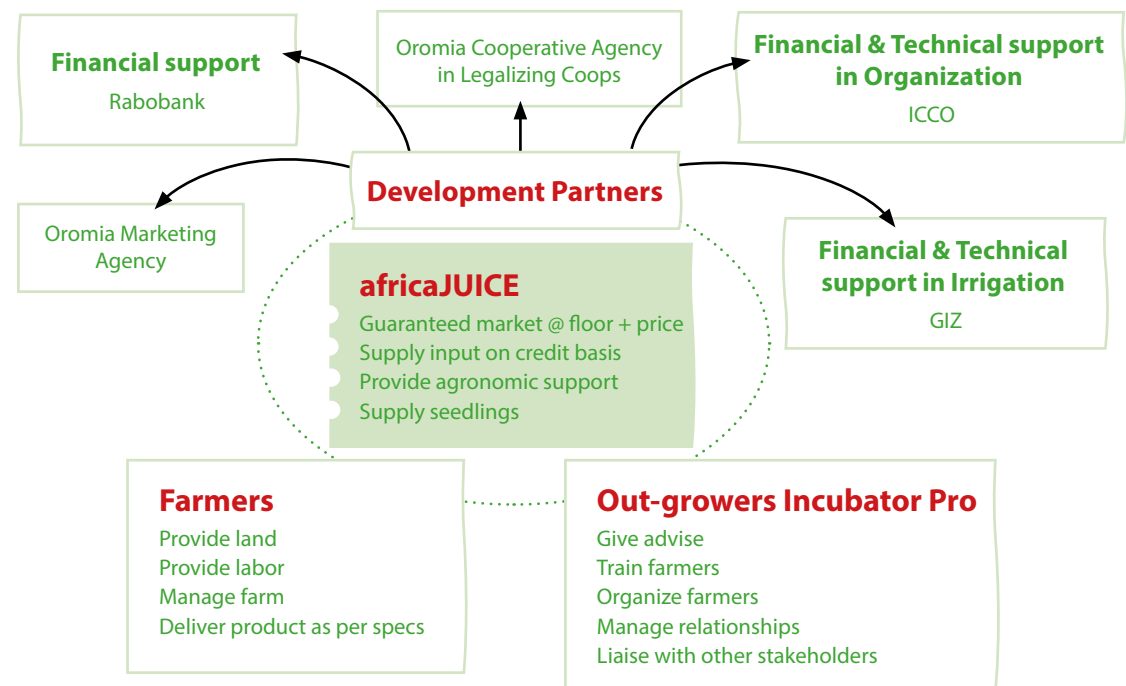 Financial support
Rabobank
Oromia Cooperative Agency
in Legalizing Coops
Financial & Technical support
in Organization
ICCO
Development Partners
Oromia Marketing
Agency
Financial & Technical
support in Irrigation
GIZ
africaJUICE
Guaranteed market @ floor + price
Supply input on credit basis
Provide agronomic support
Supply seedlings
Farmers
Provide land
Provide labor
Manage farm
Deliver product as per specs
Out-growers Incubator Pro
Give advise
Train farmers
Organize farmers
Manage relationships
Liaise with other stakeholders